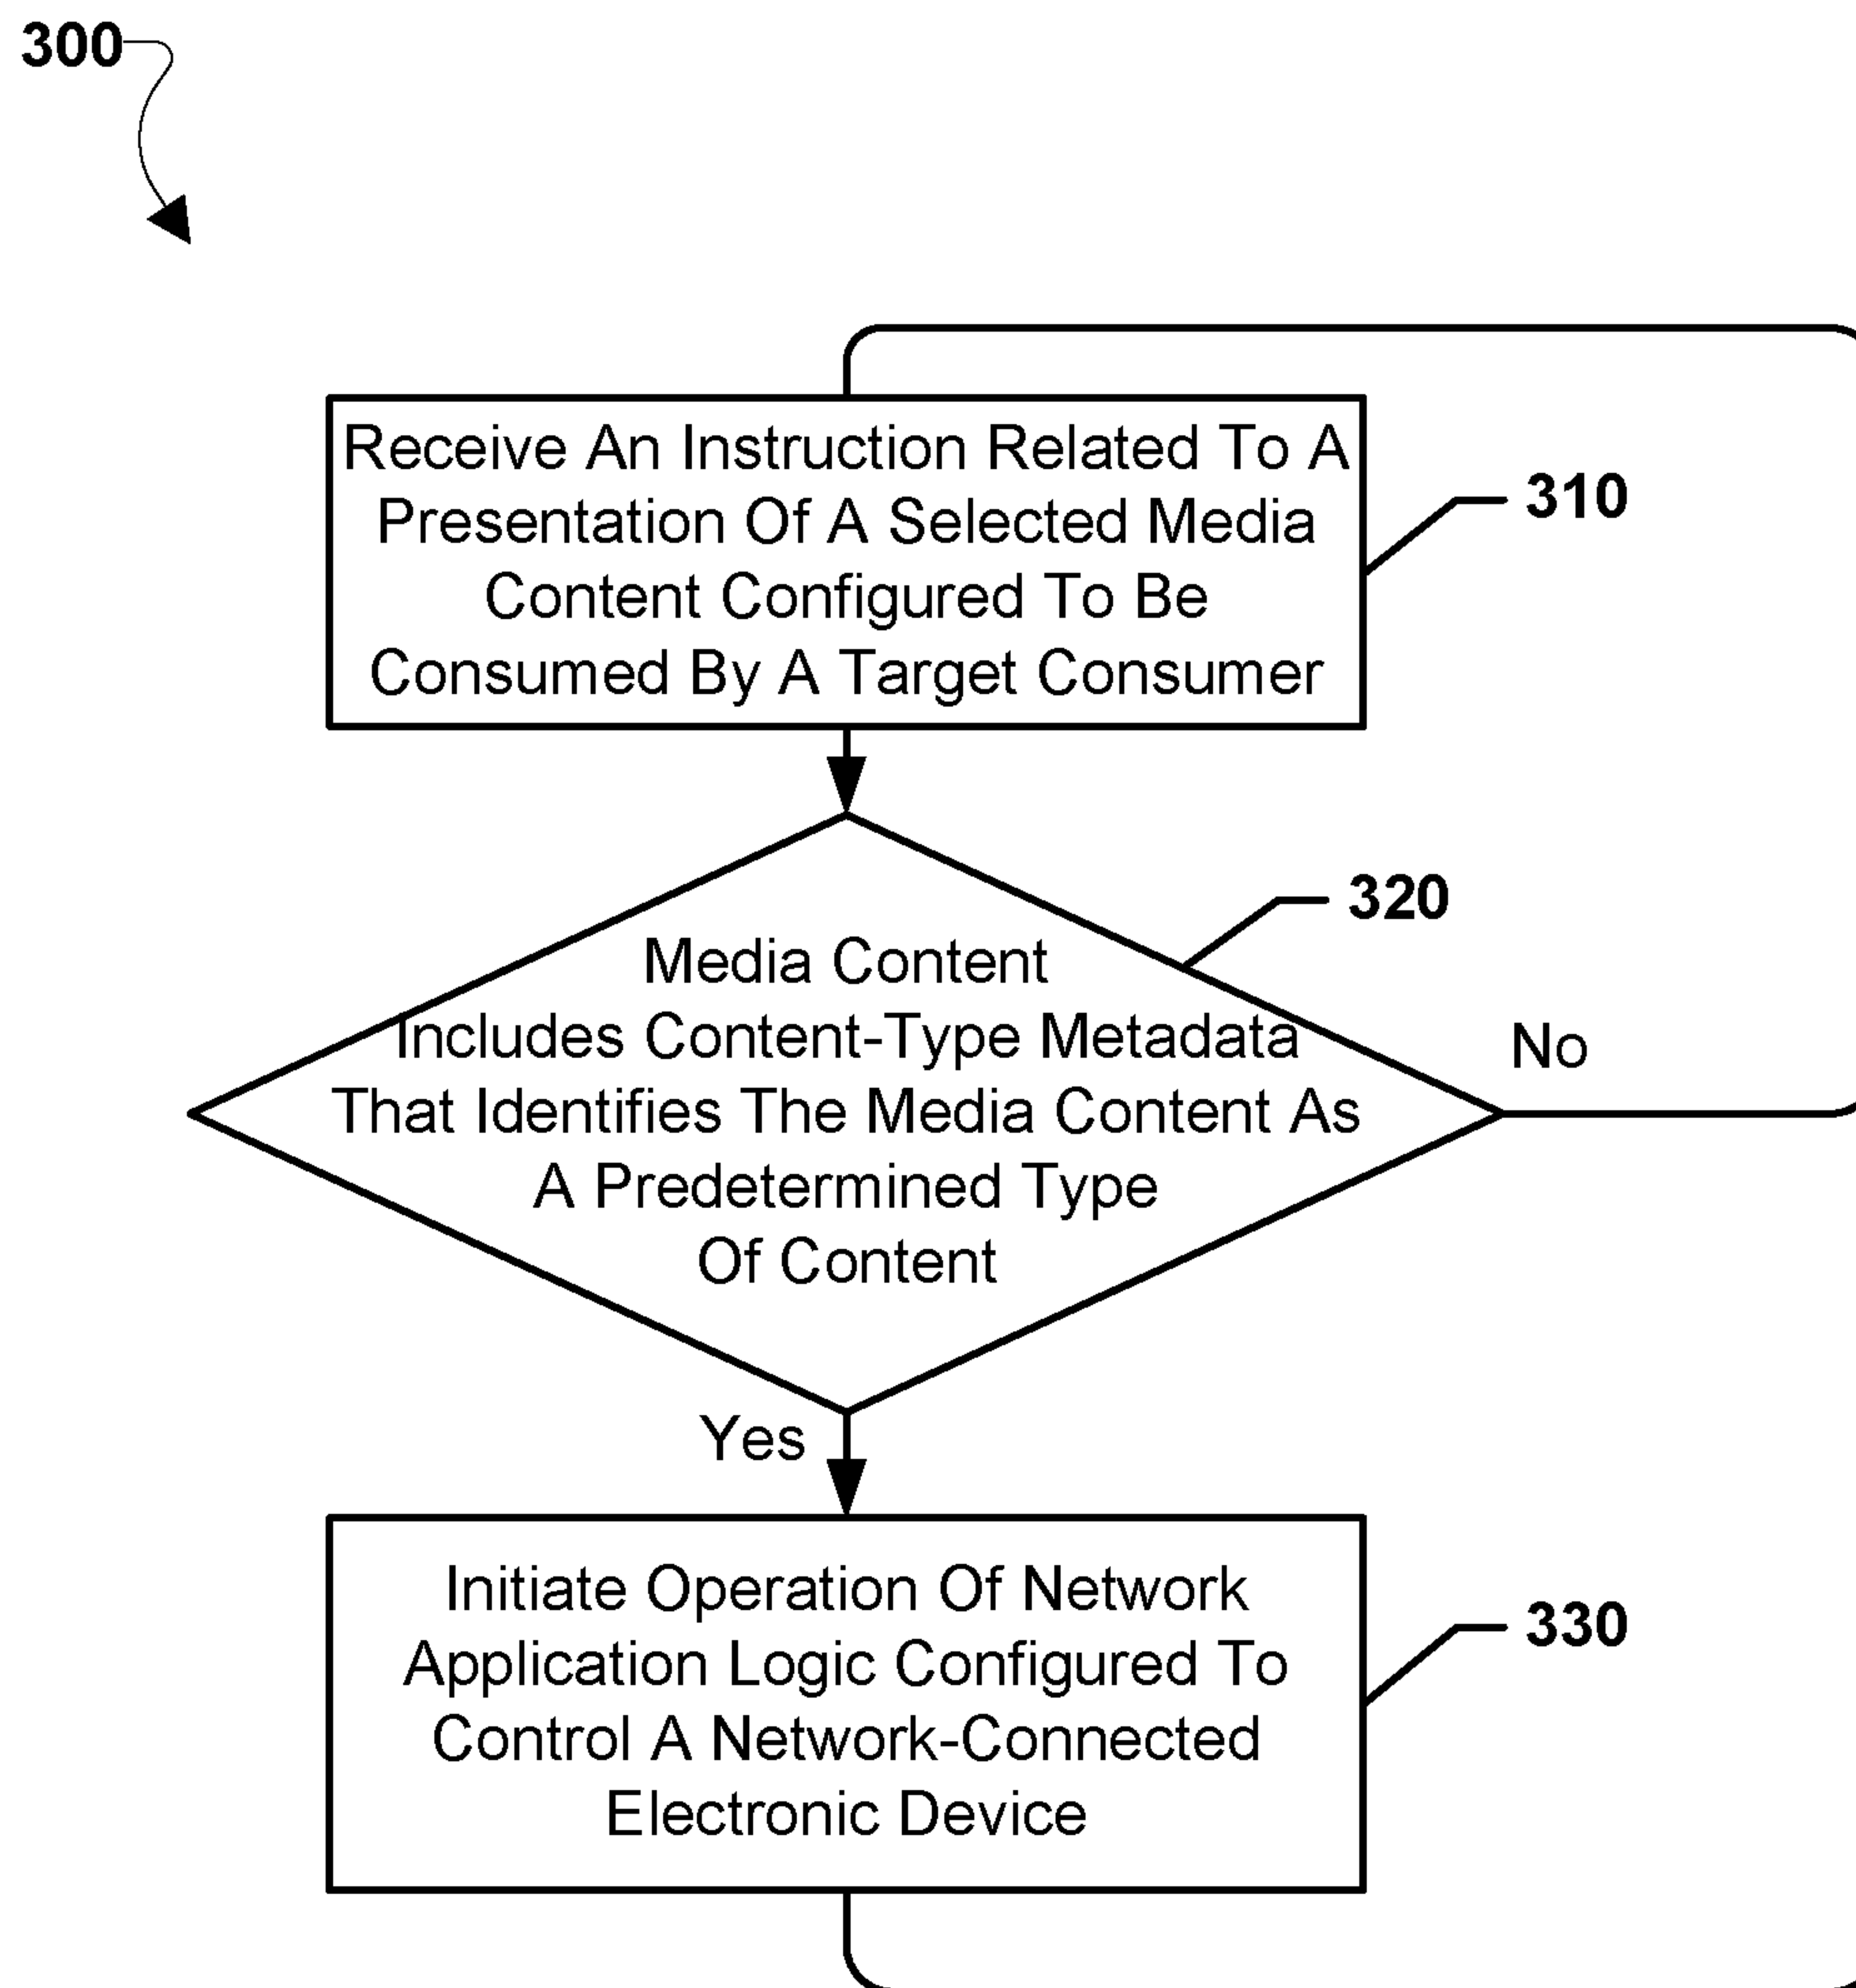 300
Receive An Instruction Related To A
Presentation Of A Selected Media
Content Configured To Be
Consumed By A Target Consumer
310
320
Media Content
Includes Content-Type Metadata
That Identifies The Media Content As
A Predetermined Type
Of Content
No
Yes
Initiate Operation Of Network
Application Logic Configured To
Control A Network-Connected
Electronic Device
330